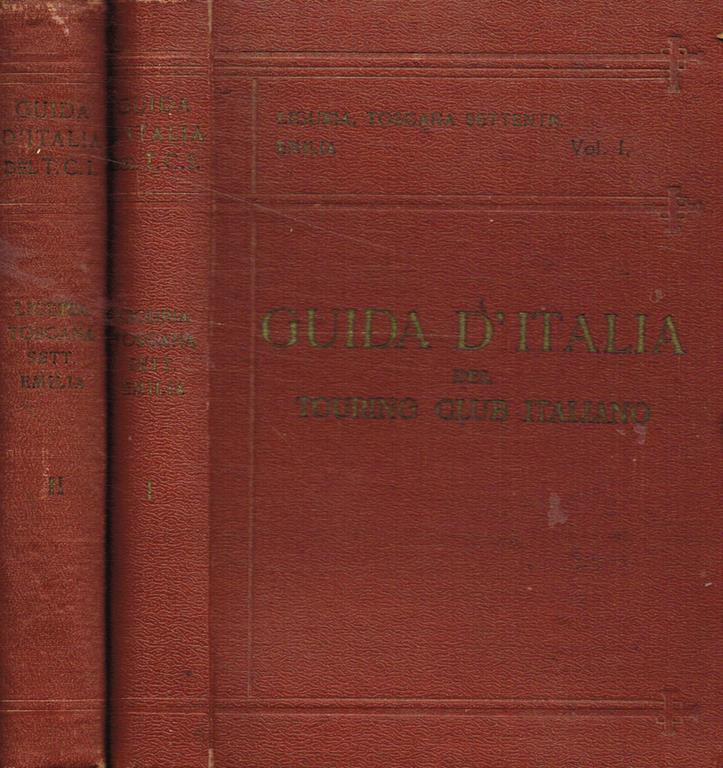 GUIDA
D'ITALIA
DEL T.C.I.
LIGURIA
TOSCANA
SETT.
EMILIA
II
GUIDA
D'ITALIA
DEL T.C.I.
LIGURIA
TOSCANA
SETT.
EMILIA
I
LIGURIA, TOSCANA SETTENTR.
EMILIA Vol. I.
GUIDA D'ITALIA
DEL
TOURING CLUB ITALIANO